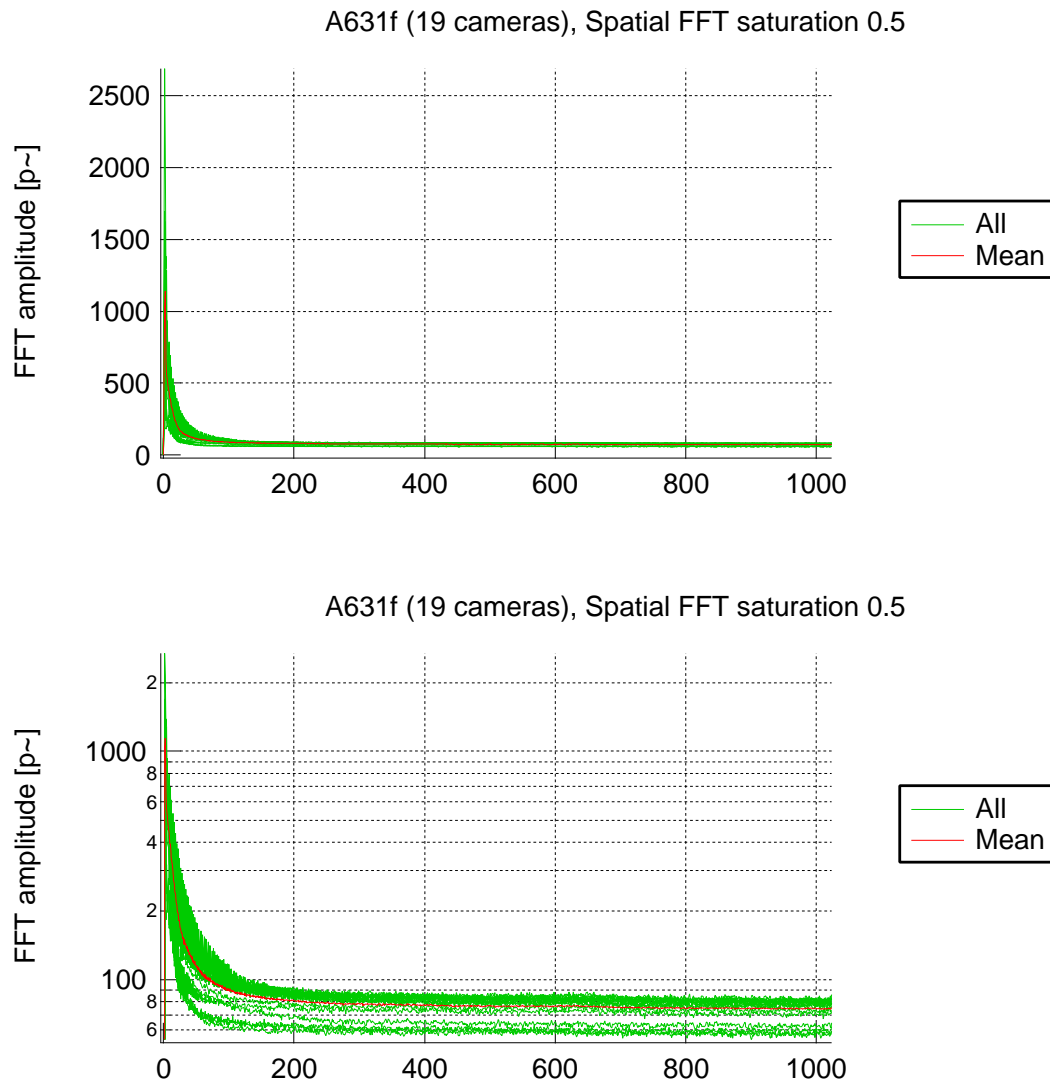 A631f (19 cameras), Spatial FFT saturation 0.5
FFT amplitude [p~]
2500
2000
1500
1000
500
0
0 200 400 600 800 1000
All
Mean
A631f (19 cameras), Spatial FFT saturation 0.5
FFT amplitude [p~]
2
1000
8
6
4
2
100
8
6
0 200 400 600 800 1000
All
Mean